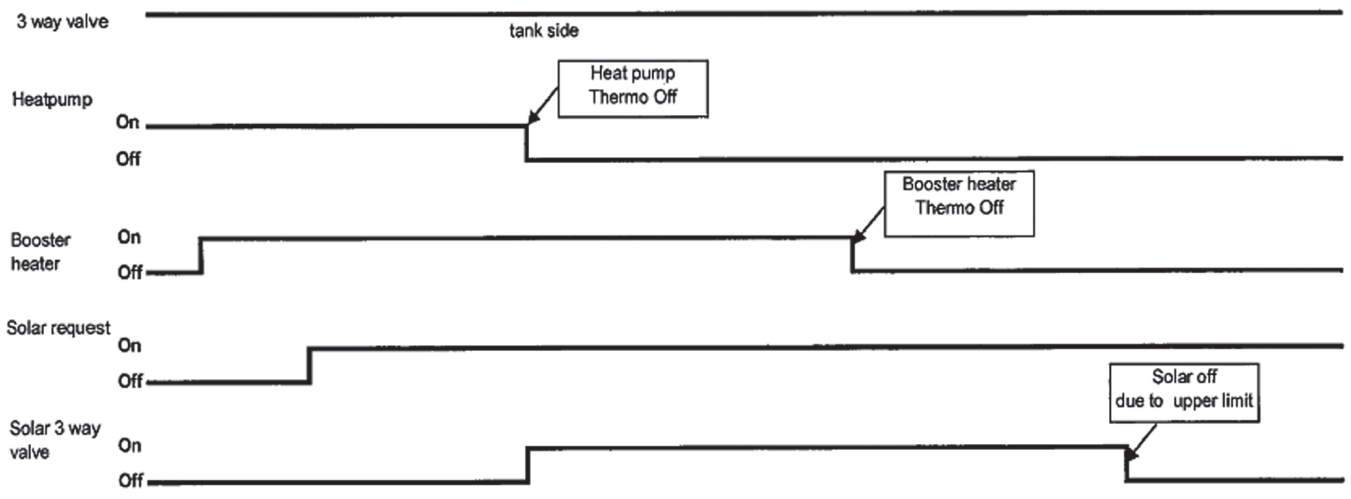 3 way valve
tank side
Heat pump
Thermo Off
Heatpump
On
Off
Booster heater
Thermo Off
Booster
heater
On
Off
Solar request
On
Off
Solar off
due to upper limit
Solar 3 way
valve
On
Off